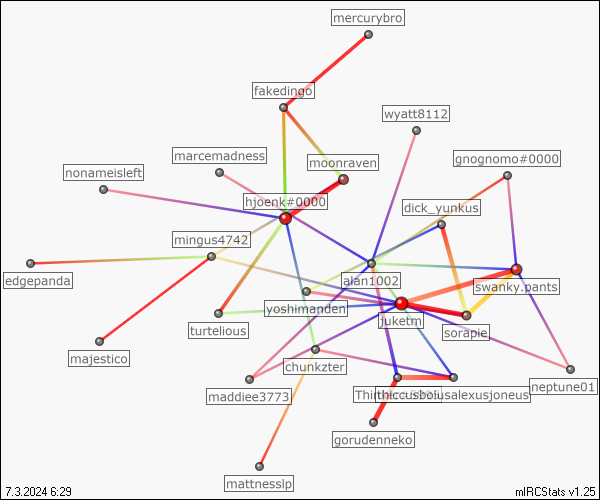 mercurybro
fakedingo
wyatt8112
marcemadness
moonraven
gnognomo#0000
nonameisleft
hjoenk#0000
dick_yunkus
mingus4742
edgepanda
alan1002
swanky.pants
yoshimanden
turtelious
juketm
sorapie
majestico
chunkzter
maddiee3773
neptune01
gorudenneko
mattnesslp
7.3.2024 6:29
mIRCStats v1.25